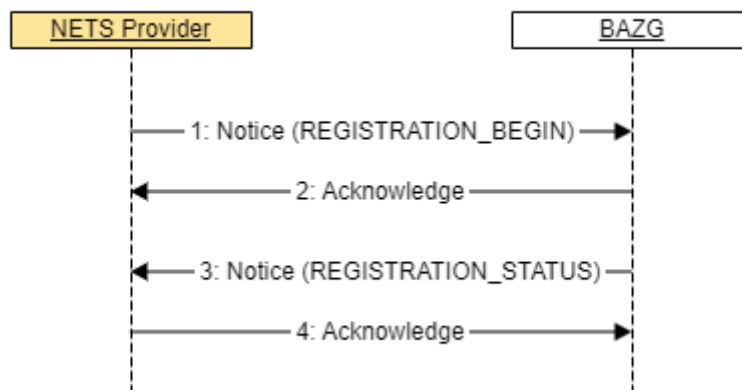 NETS Provider
BAZG
1: Notice (REGISTRATION_BEGIN)
2: Acknowledge
3: Notice (REGISTRATION_STATUS)
4: Acknowledge